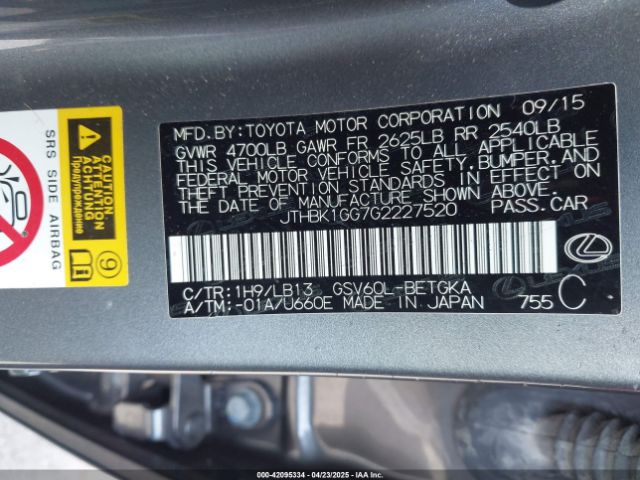 MFD.BY:TOYOTA MOTOR CORPORATION 09/15
GVWR 4700LB GAWR FR 2625LB RR 2540LB
THIS VEHICLE CONFORMS TO ALL APPLICABLE
FEDERAL MOTOR VEHICLE SAFETY,BUMPER,AND
THEFT PREVENTION STANDARDS IN EFFECT
ON THE DATE OF MANUFACTURE SHOWN ABOVE.
JTHBK1GG7G2227520 PASS.CAR
C/TR:1H9/LB13 GSV60L-BETGKA
A/TM:-01A/U660E MADE IN JAPAN 755 C
SRS SIDE AIRBAG
CAUTION
ATTENTION
9
000-42095334 - 04/23/2025 - IAAI.COM